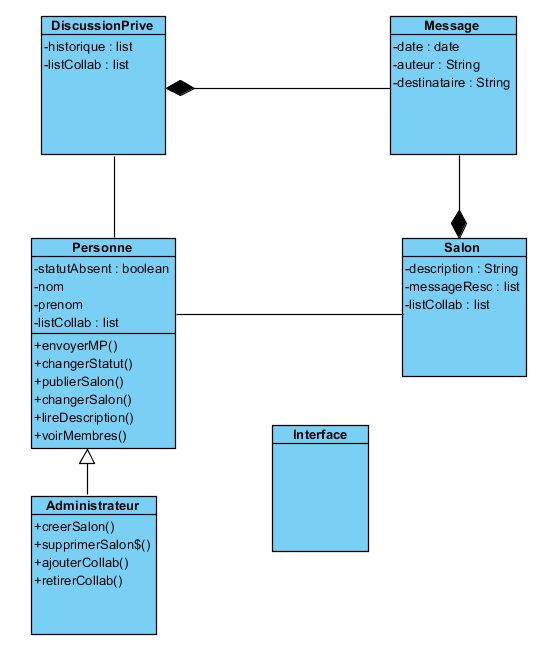 DiscussionPrive
-historique : list
-listCollab : list
Message
-date : date
-auteur : String
-destinataire : String
Personne
-statutAbsent : boolean
-nom
-prenom
-listCollab : list
+envoyerMP()
+changerStatut()
+publierSalon()
+changerSalon()
+lireDescription()
+voirMembres()
Salon
-description : String
-messageResc : list
-listCollab : list
Interface
Administrateur
+creerSalon()
+supprimerSalon$()
+ajouterCollab()
+retirerCollab()